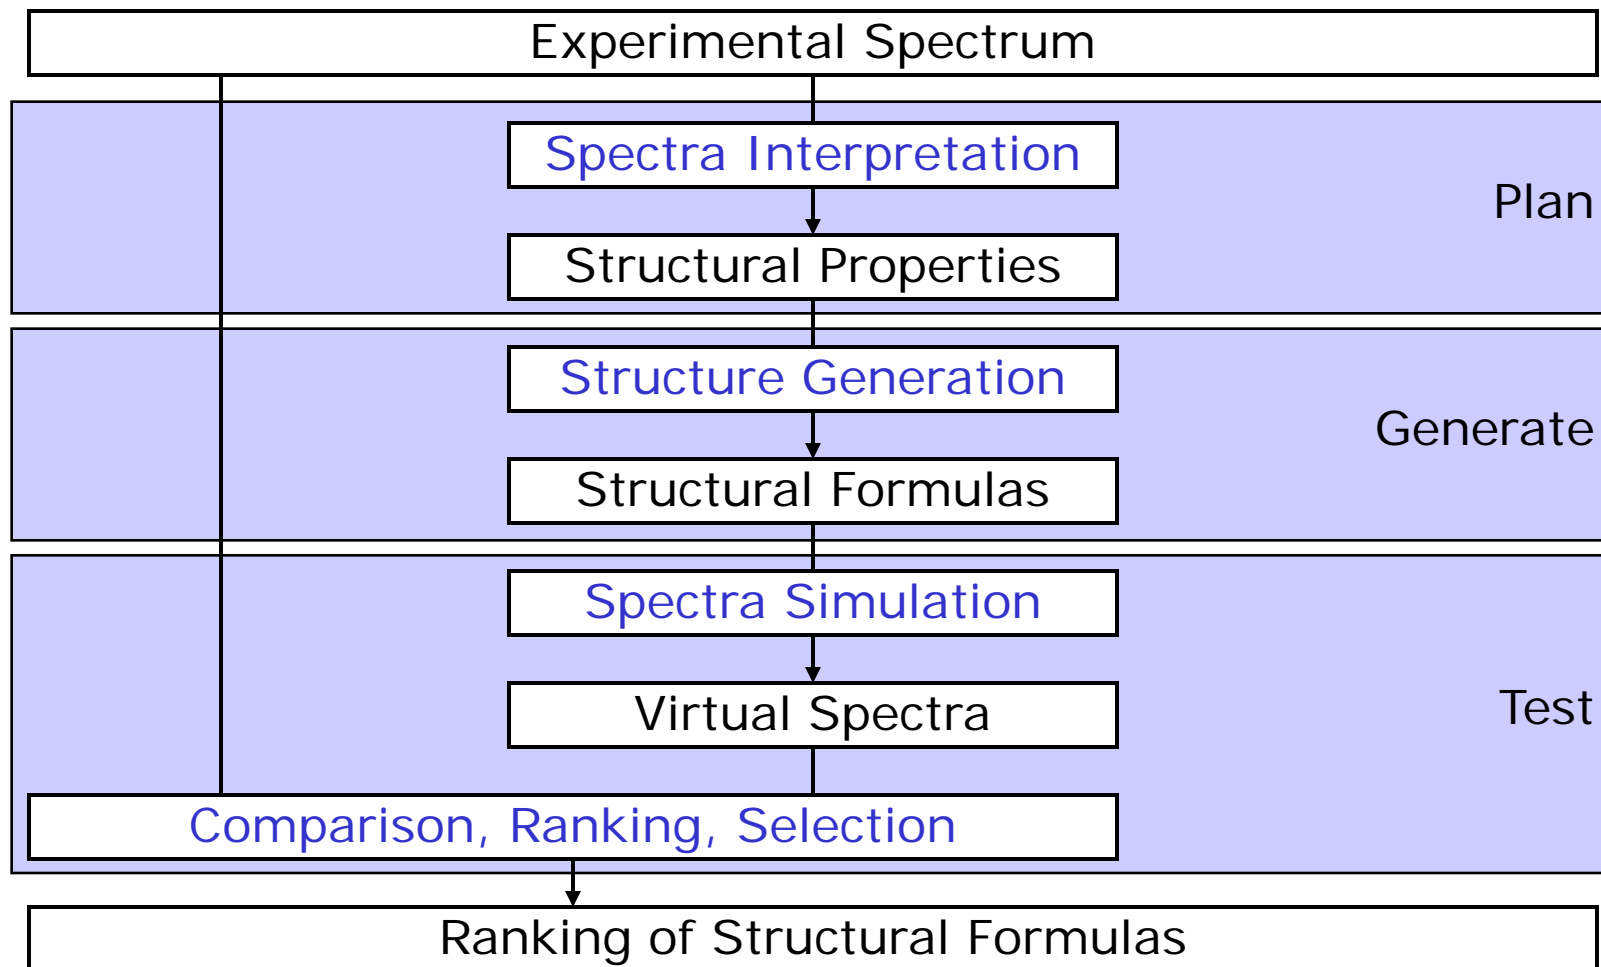 Experimental Spectrum
Spectra Interpretation
Plan
Structural Properties
Structure Generation
Generate
Structural Formulas
Spectra Simulation
Virtual Spectra
Test
Comparison, Ranking, Selection
Ranking of Structural Formulas